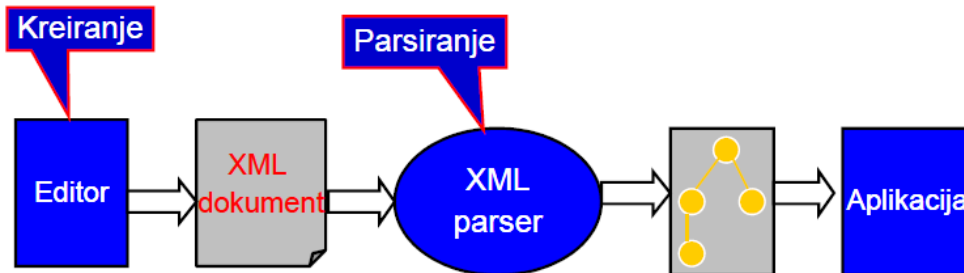 Kreiranje
Parsiranje
Editor
XML
dokument
XML
parser
Aplikacija